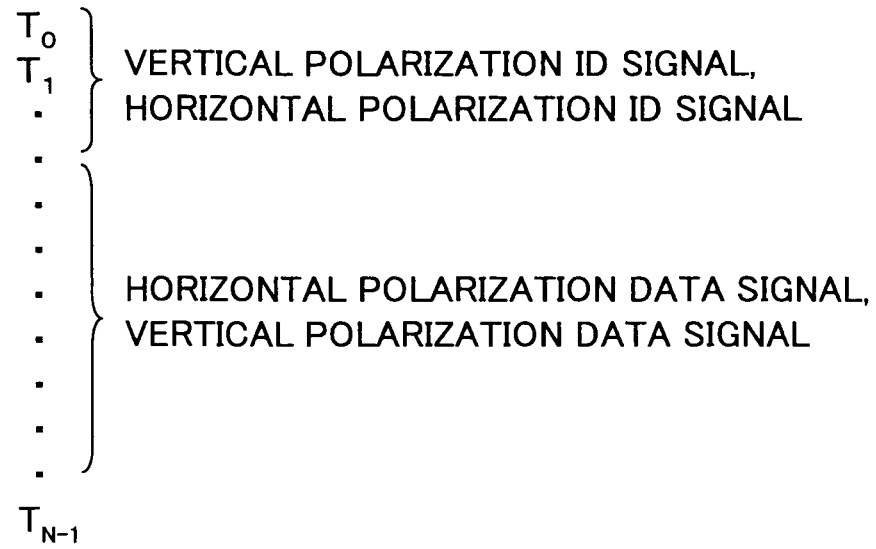 T₀
T₁
VERTICAL POLARIZATION ID SIGNAL,
HORIZONTAL POLARIZATION ID SIGNAL
HORIZONTAL POLARIZATION DATA SIGNAL,
VERTICAL POLARIZATION DATA SIGNAL
T_{N-1}